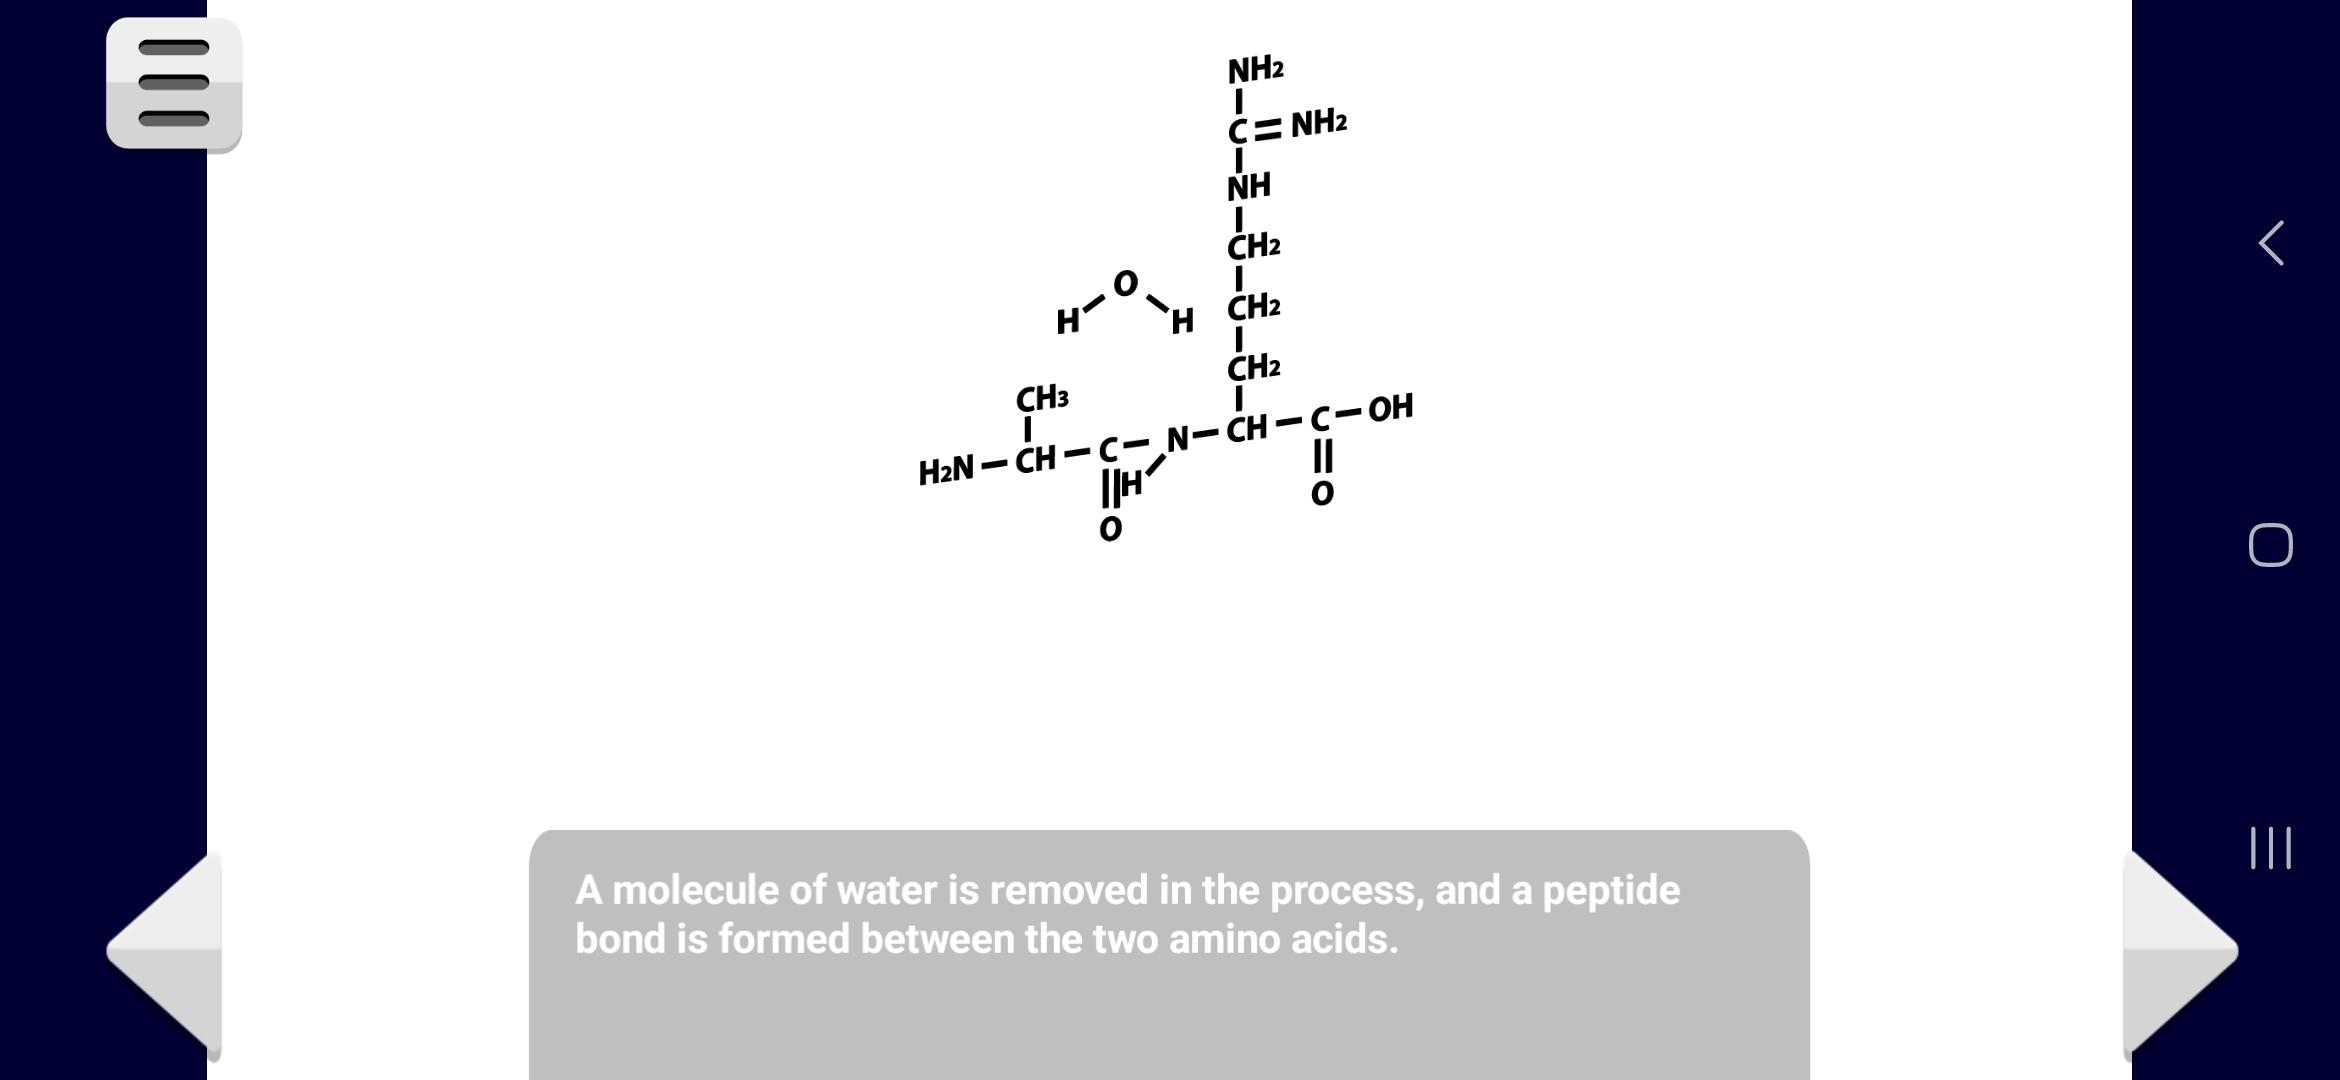 NH2
C = NH2
NH
CH2
O
H H
CH2
CH2
CH3
C – OH
H2N – CH – C – N – CH
H
O
O
A molecule of water is removed in the process, and a peptide
bond is formed between the two amino acids.